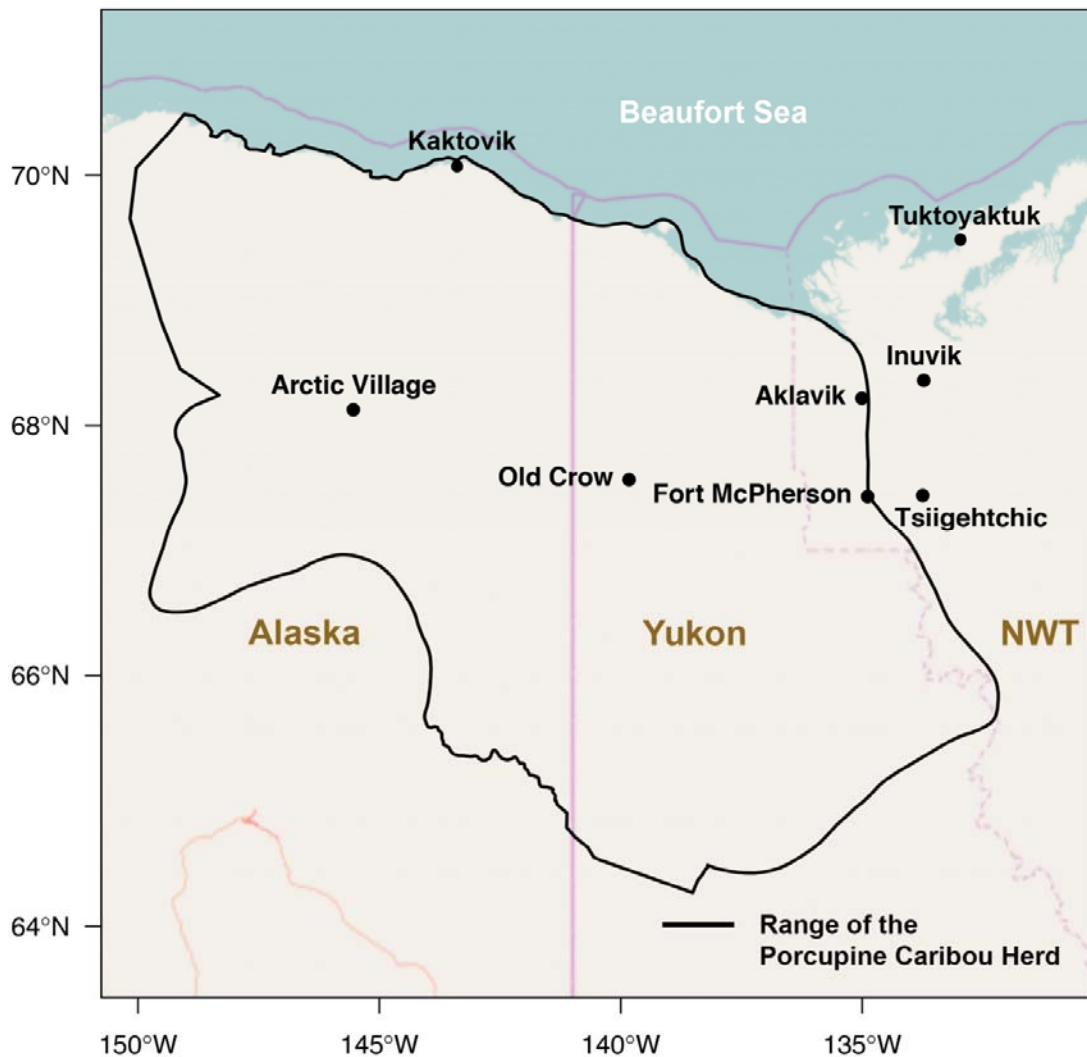 Beaufort Sea
Kaktovik
70°N
Tuktoyaktuk
Inuvik
Arctic Village
Aklavik
68°N
Old Crow
Fort McPherson
Tsiigehtchic
Alaska
Yukon
NWT
66°N
64°N
Range of the
Porcupine Caribou Herd
150°W
145°W
140°W
135°W